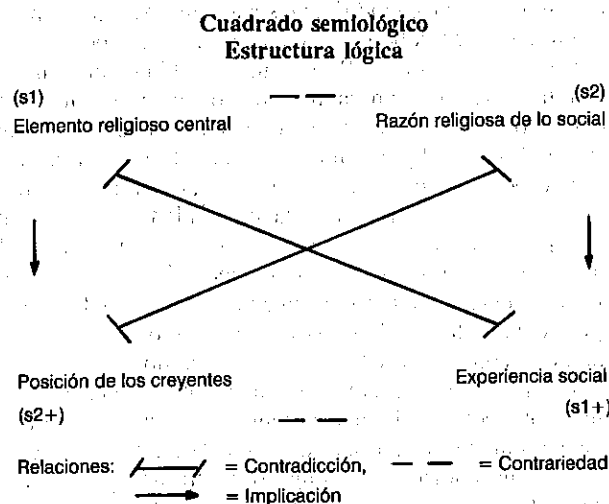 Cuadrado semiológico
Estructura lógica
(s1) (s2)
Elemento religioso central Razón religiosa de lo social
Posición de los creyentes Experiencia social
(s2+) (s1+)
Relaciones: = Contradicción, = Contrariedad
= Implicación